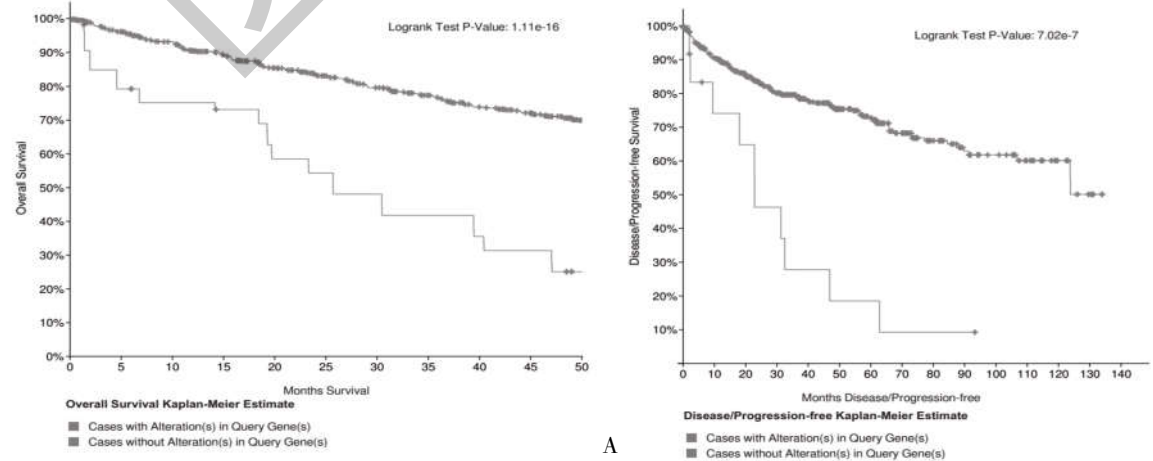 Logrank Test P-Value: 1.11e-16
100%
90%
80%
70%
60%
50%
40%
30%
20%
10%
0%
Overall Survival
0 5 10 15 20 25 30 35 40 45 50
Months Survival
Overall Survival Kaplan-Meier Estimate
Cases with Alteration(s) in Query Gene(s)
Cases without Alteration(s) in Query Gene(s)
A
Logrank Test P-Value: 7.02e-7
100%
90%
80%
70%
60%
50%
40%
30%
20%
10%
Disease/Progression-free Survival
0 10 20 30 40 50 60 70 80 90 100 110 120 130 140
Months Disease/Progression-free
Disease/Progression-free Kaplan-Meier Estimate
Cases with Alteration(s) in Query Gene(s)
Cases without Alteration(s) in Query Gene(s)